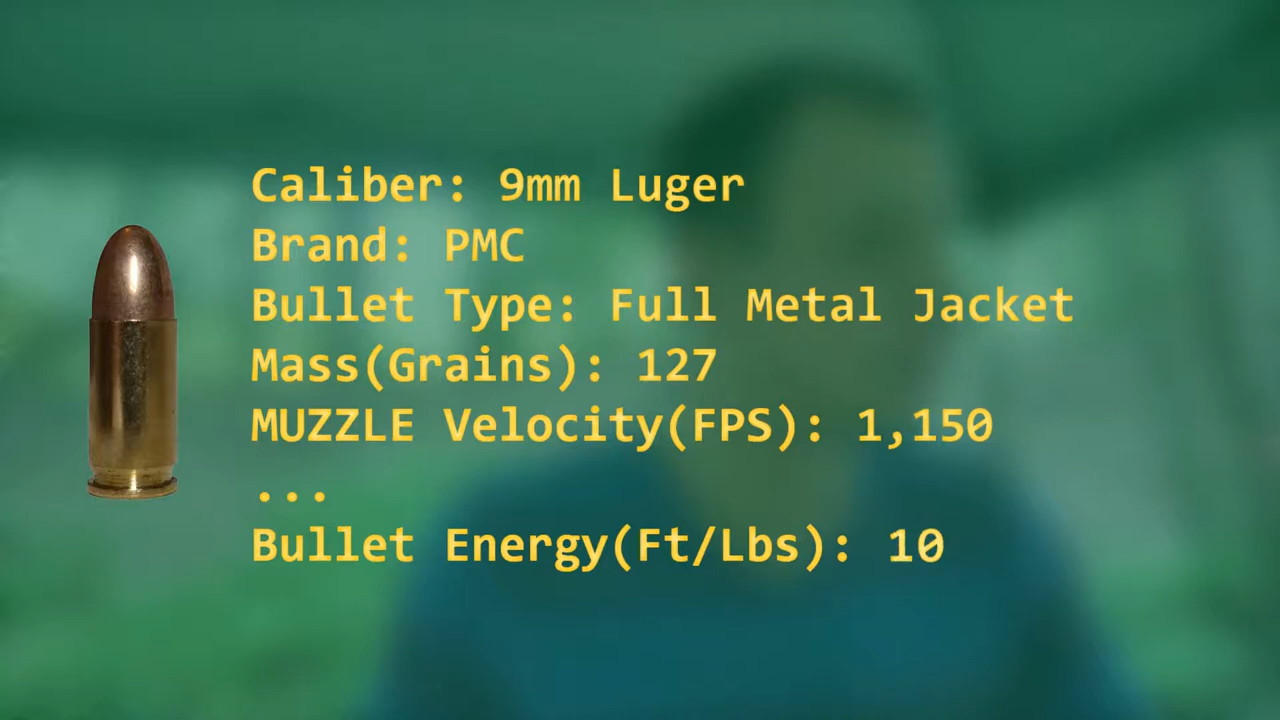 Caliber: 9mm Luger
Brand: PMC
Bullet Type: Full Metal Jacket
Mass(Grains): 127
MUZZLE Velocity(FPS): 1,150
...
Bullet Energy(Ft/Lbs): 10